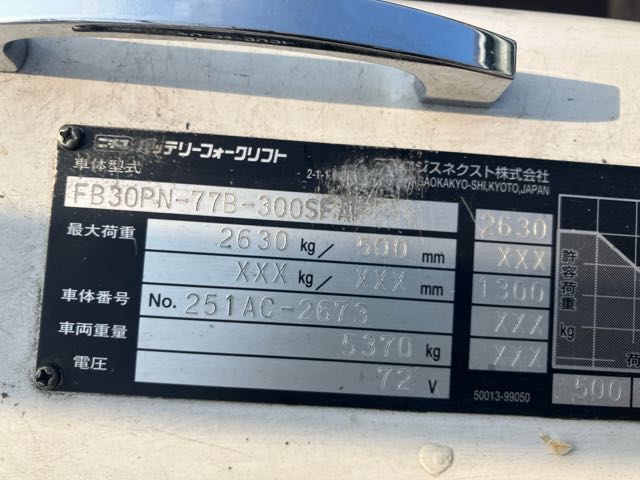 バッテリーフォークリフト
ジスネクスト株式会社
GAOKAKYO-SHI,KYOTO,JAPAN
車体型式
FB30PN-77B-300SF
最大荷重 2630 kg/ 500 mm
XXX kg/ XXX mm
車体番号 No. 251AC-2673
車両重量 5370 kg
電圧 72 V
2630
XXX
1300
XXX
XXX
50013-99050
許容荷重
kg
荷
500